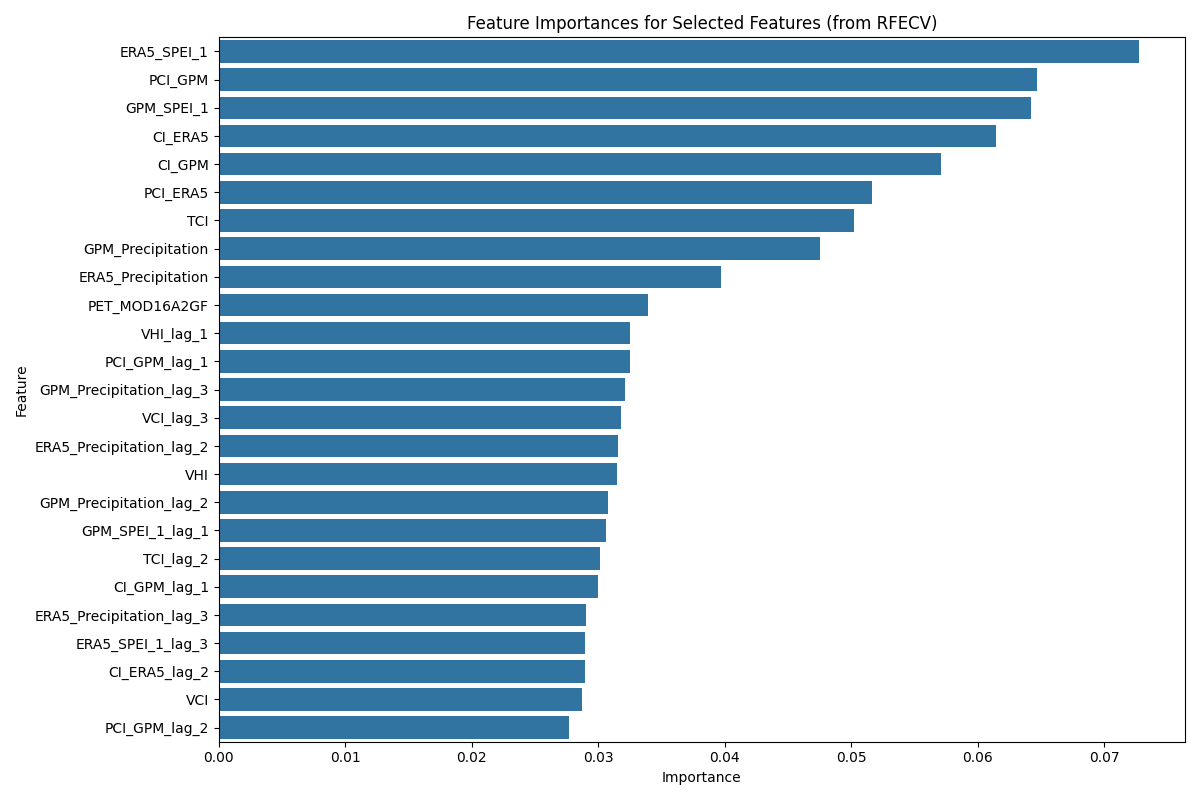 Feature Importances for Selected Features (from RFECV)
ERA5_SPEI_1
PCI_GPM
GPM_SPEI_1
CI_ERA5
CI_GPM
PCI_ERA5
TCI
GPM_Precipitation
ERA5_Precipitation
PET_MOD16A2GF
VHI_lag_1
PCI_GPM_lag_1
GPM_Precipitation_lag_3
VCI_lag_3
ERA5_Precipitation_lag_2
VHI
GPM_Precipitation_lag_2
GPM_SPEI_1_lag_1
TCI_lag_2
CI_GPM_lag_1
ERA5_Precipitation_lag_3
ERA5_SPEI_1_lag_3
CI_ERA5_lag_2
VCI
PCI_GPM_lag_2
Feature
0.00 0.01 0.02 0.03 0.04 0.05 0.06 0.07
Importance